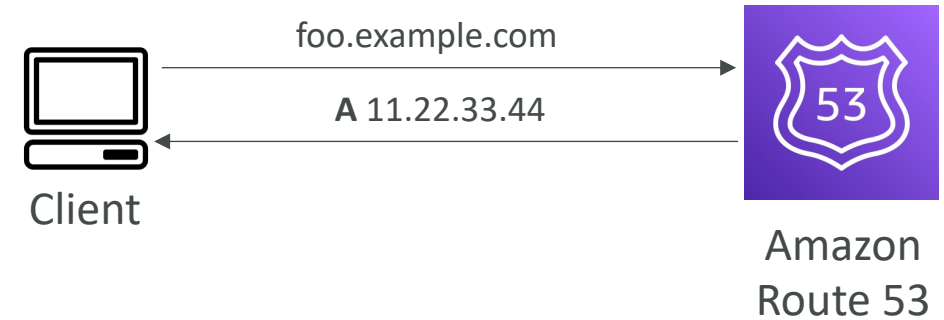 foo.example.com
A 11.22.33.44
53
Client
Amazon
Route 53